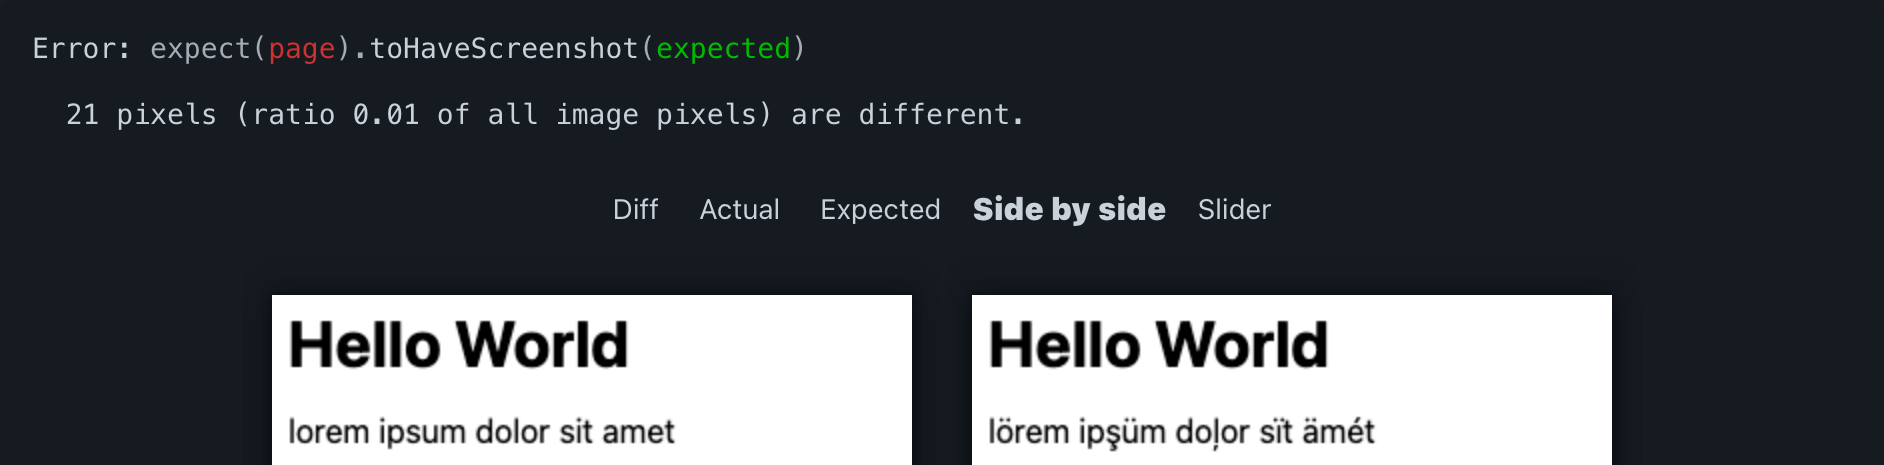 Error: expect(page).toHaveScreenshot(expected)
21 pixels (ratio 0.01 of all image pixels) are different.
Diff Actual Expected Side by side Slider
Hello World
lorem ipsum dolor sit amet
Hello World
lörem ipşüm doļor sït ämét